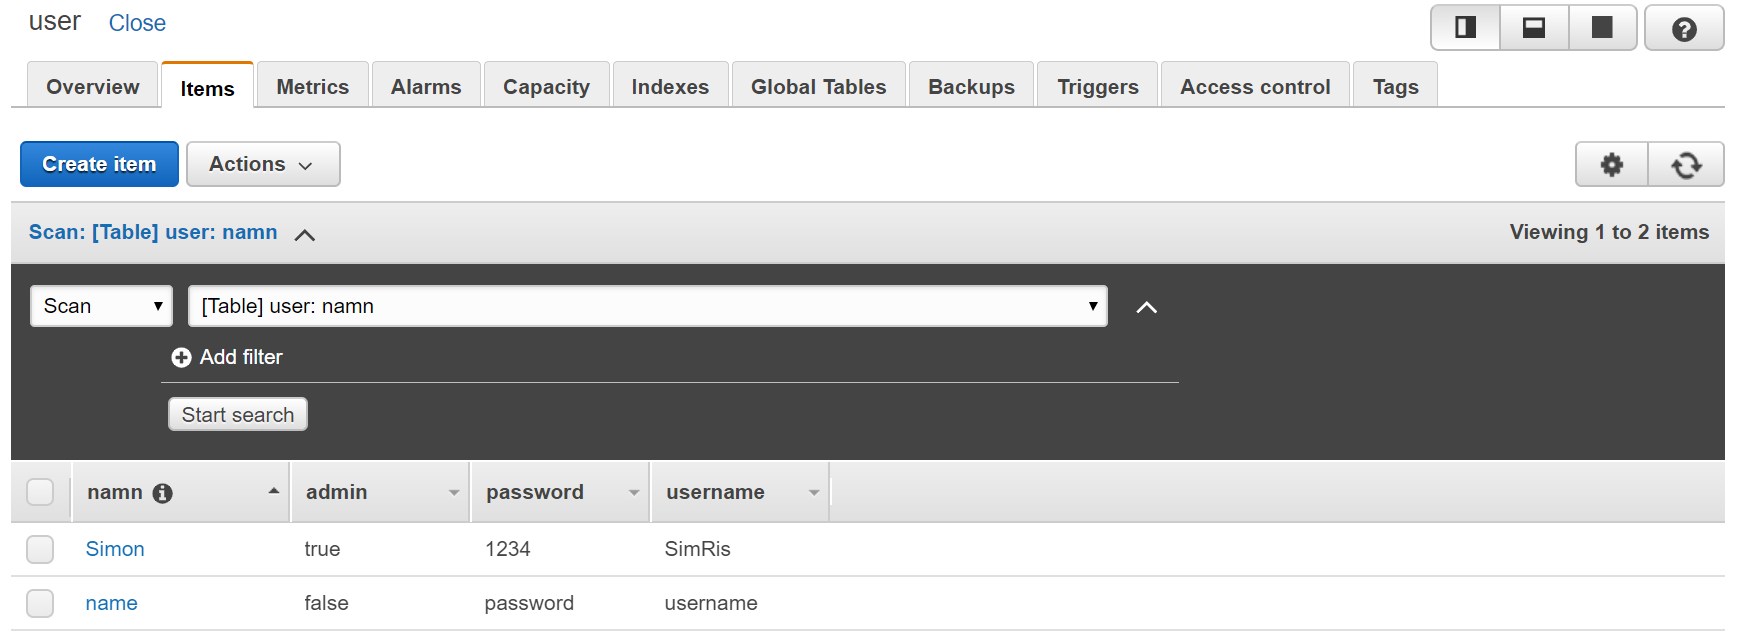 user Close
Overview Items Metrics Alarms Capacity Indexes Global Tables Backups Triggers Access control Tags
Create item Actions
Scan: [Table] user: namn Viewing 1 to 2 items
Scan [Table] user: namn
Add filter
Start search
namn admin password username
Simon true 1234 SimRis
name false password username